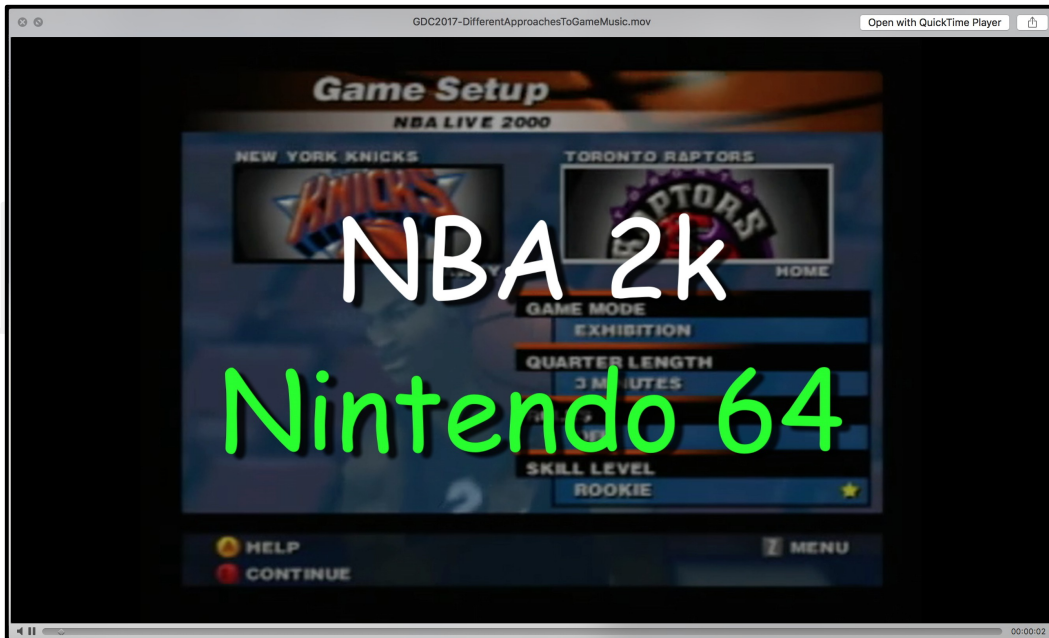 GDC2017-DifferentApproachesToGameMusic.mov
Open with QuickTime Player
Game Setup
NBA LIVE 2000
NEW YORK KNICKS
TORONTO RAPTORS
KNICKS
TORONTO
RAPTORS
NBA 2k
HOME
GAME MODE
EXHIBITION
QUARTER LENGTH
3 MINUTES
Nintendo 64
SKILL LEVEL
ROOKIE
A HELP
Z MENU
CONTINUE
00:00:02